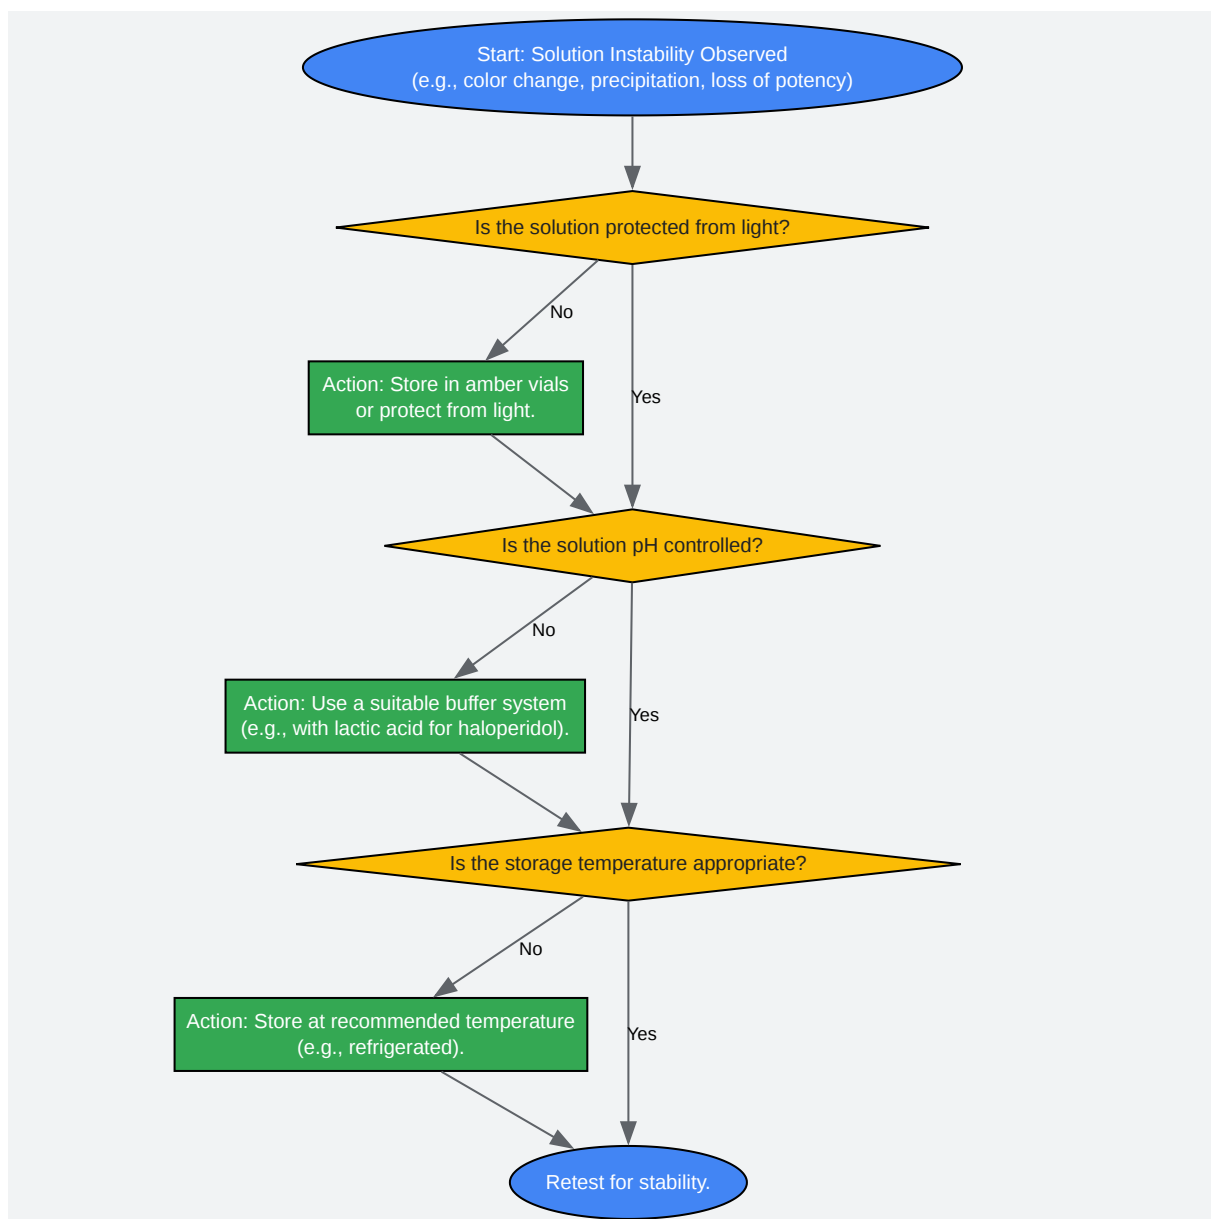 Start: Solution Instability Observed
(e.g., color change, precipitation, loss of potency)
Is the solution protected from light?
No
Action: Store in amber vials
or protect from light.
Yes
Is the solution pH controlled?
No
Action: Use a suitable buffer system
(e.g., with lactic acid for haloperidol).
Yes
Is the storage temperature appropriate?
No
Action: Store at recommended temperature
(e.g., refrigerated).
Yes
Retest for stability.